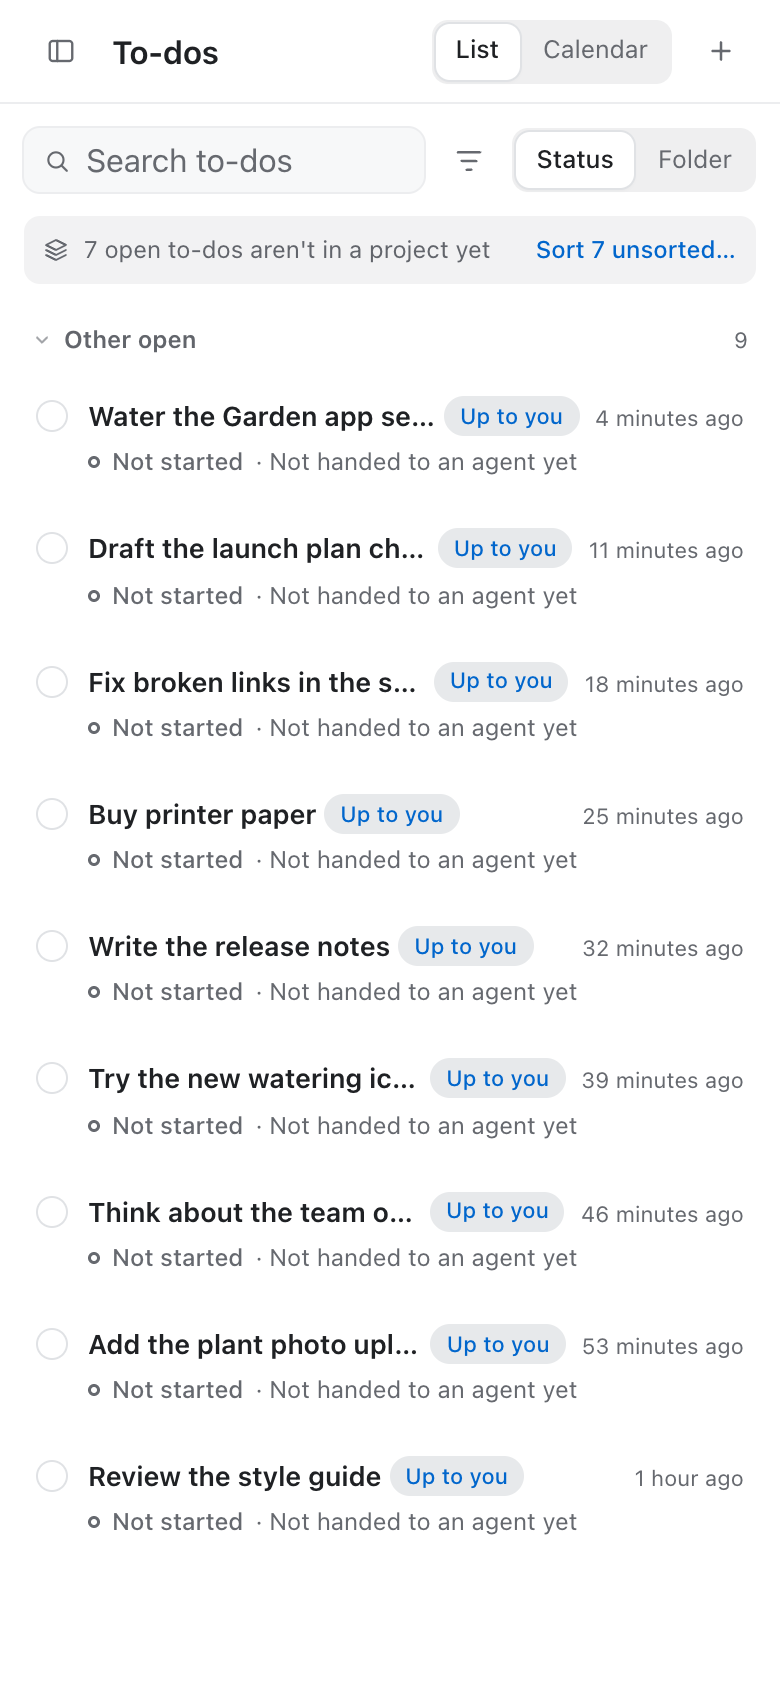 To-dos
List
Calendar
Search to-dos
Status
Folder
7 open to-dos aren't in a project yet
Sort 7 unsorted...
Other open
9
Water the Garden app se... Up to you 4 minutes ago
Not started · Not handed to an agent yet
Draft the launch plan ch... Up to you 11 minutes ago
Not started · Not handed to an agent yet
Fix broken links in the s... Up to you 18 minutes ago
Not started · Not handed to an agent yet
Buy printer paper Up to you 25 minutes ago
Not started · Not handed to an agent yet
Write the release notes Up to you 32 minutes ago
Not started · Not handed to an agent yet
Try the new watering ic... Up to you 39 minutes ago
Not started · Not handed to an agent yet
Think about the team o... Up to you 46 minutes ago
Not started · Not handed to an agent yet
Add the plant photo upl... Up to you 53 minutes ago
Not started · Not handed to an agent yet
Review the style guide Up to you 1 hour ago
Not started · Not handed to an agent yet